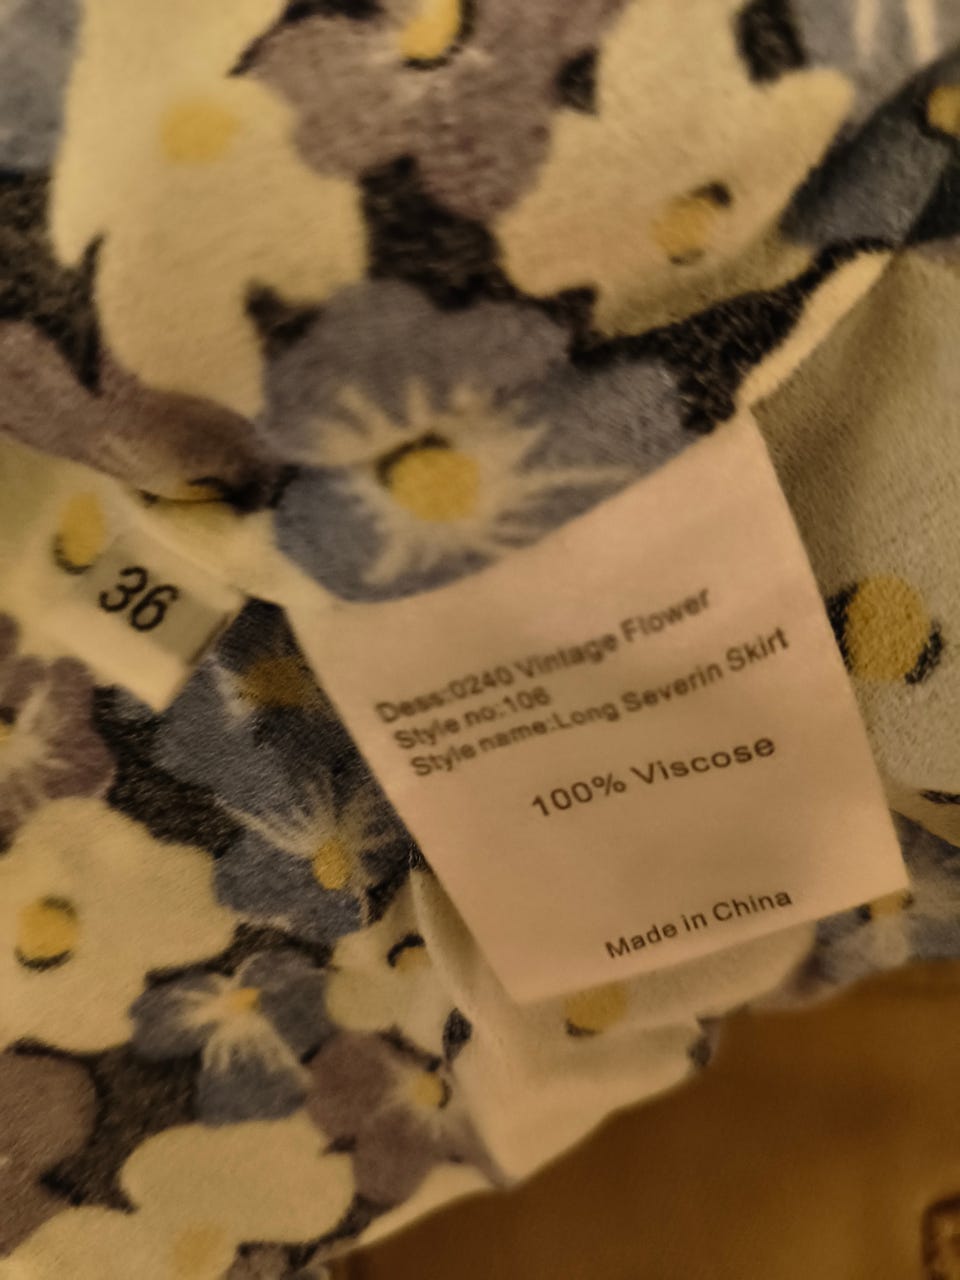 36
Dess:0240 Vintage Flower
Style no:106
Style name:Long Severin Skirt
100% Viscose
Made in China